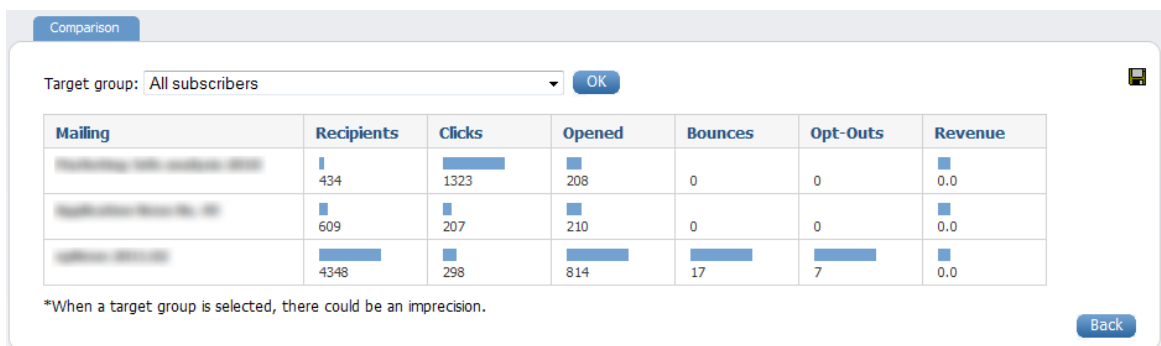 Comparison
Target group: All subscribers OK
Mailing Recipients Clicks Opened Bounces Opt-Outs Revenue
434 1323 208 0 0 0.0
609 207 210 0 0 0.0
4348 298 814 17 7 0.0
*When a target group is selected, there could be an imprecision.
Back